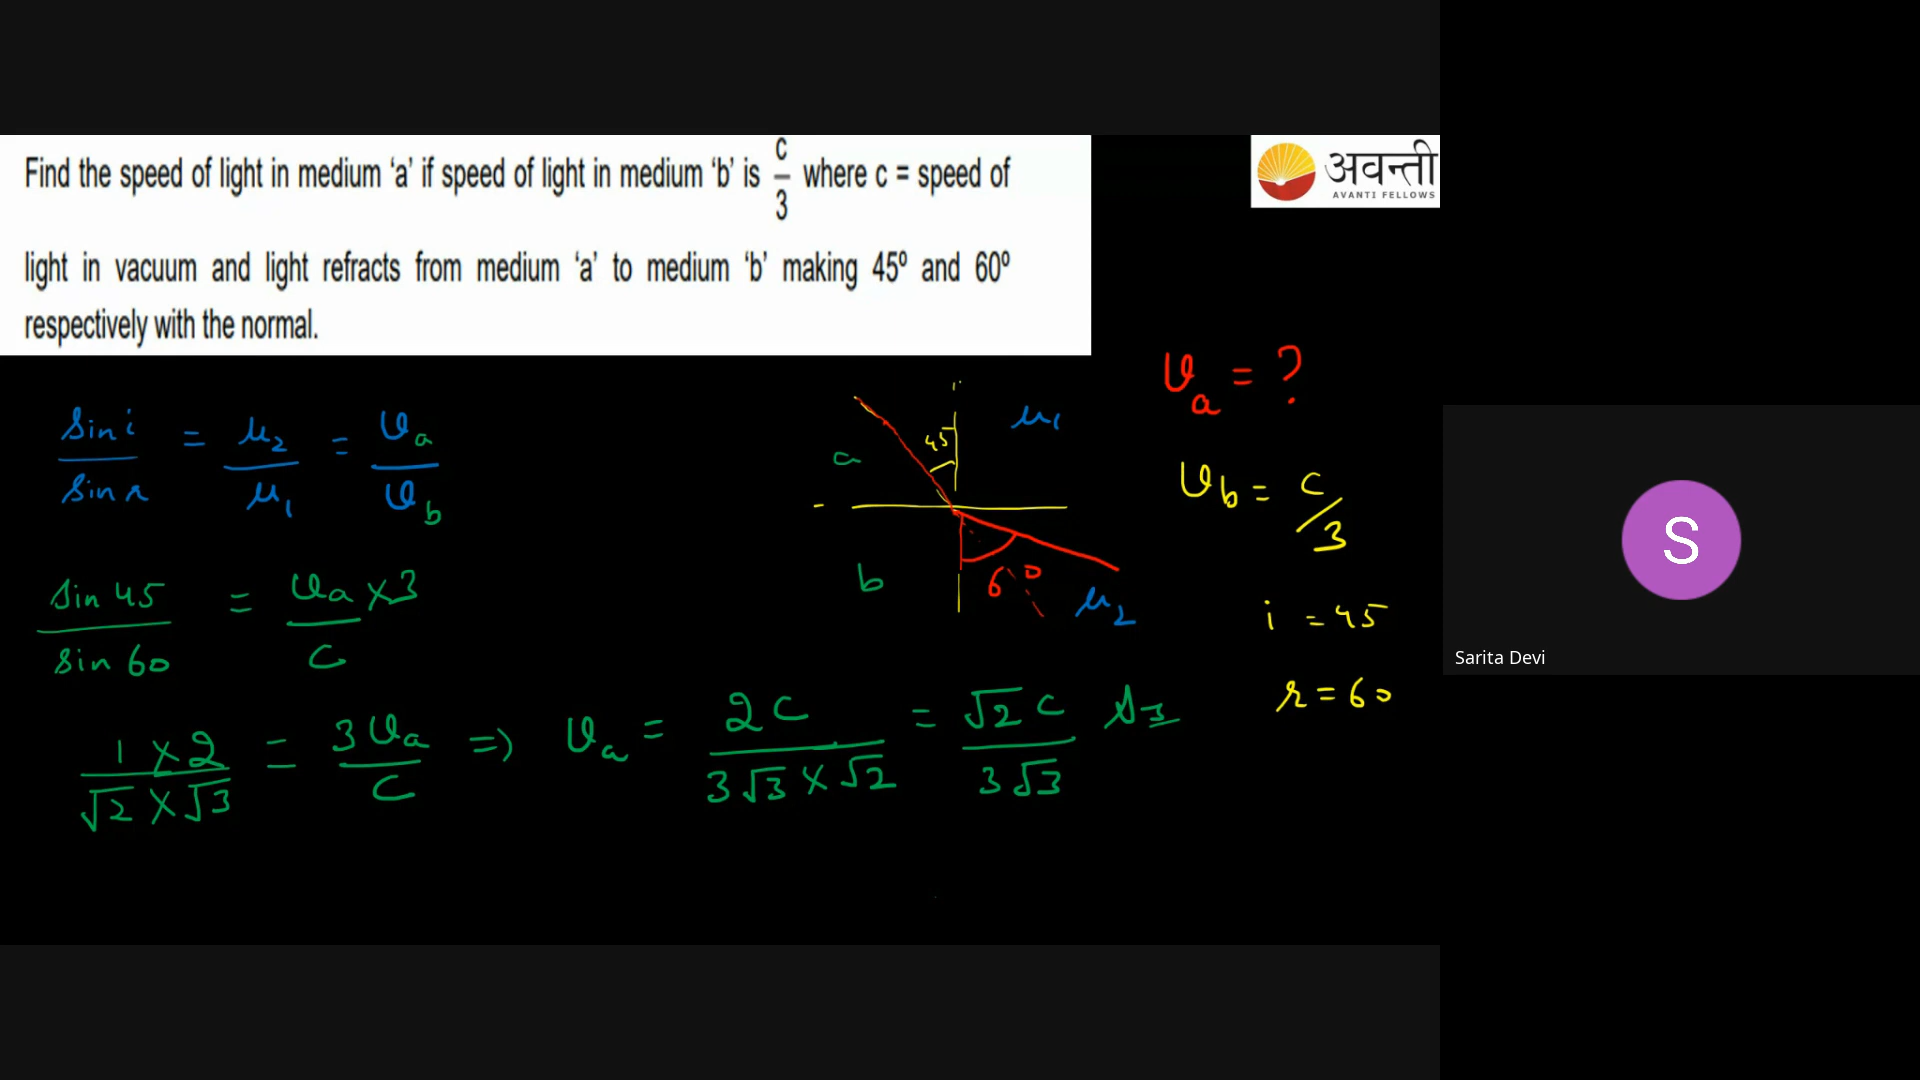 Find the speed of light in medium ‘a’ if speed of light in medium ‘b’ is c/3 where c = speed of
light in vacuum and light refracts from medium ‘a’ to medium ‘b’ making 45º and 60º
respectively with the normal.
अवन्ती
AVANTI FELLOWS
υa = ?
sin i / sin r = μ2 / μ1 = υa / υb
45
μ1
a
υb = c/3
b
60
μ2
i = 45
sin 45 / sin 60 = υa × 3 / c
r = 60
1 × 2 / √2 × √3 = 3υa / c ⇒ υa = 2c / 3√3 × √2 = √2 c / 3√3
S
Sarita Devi